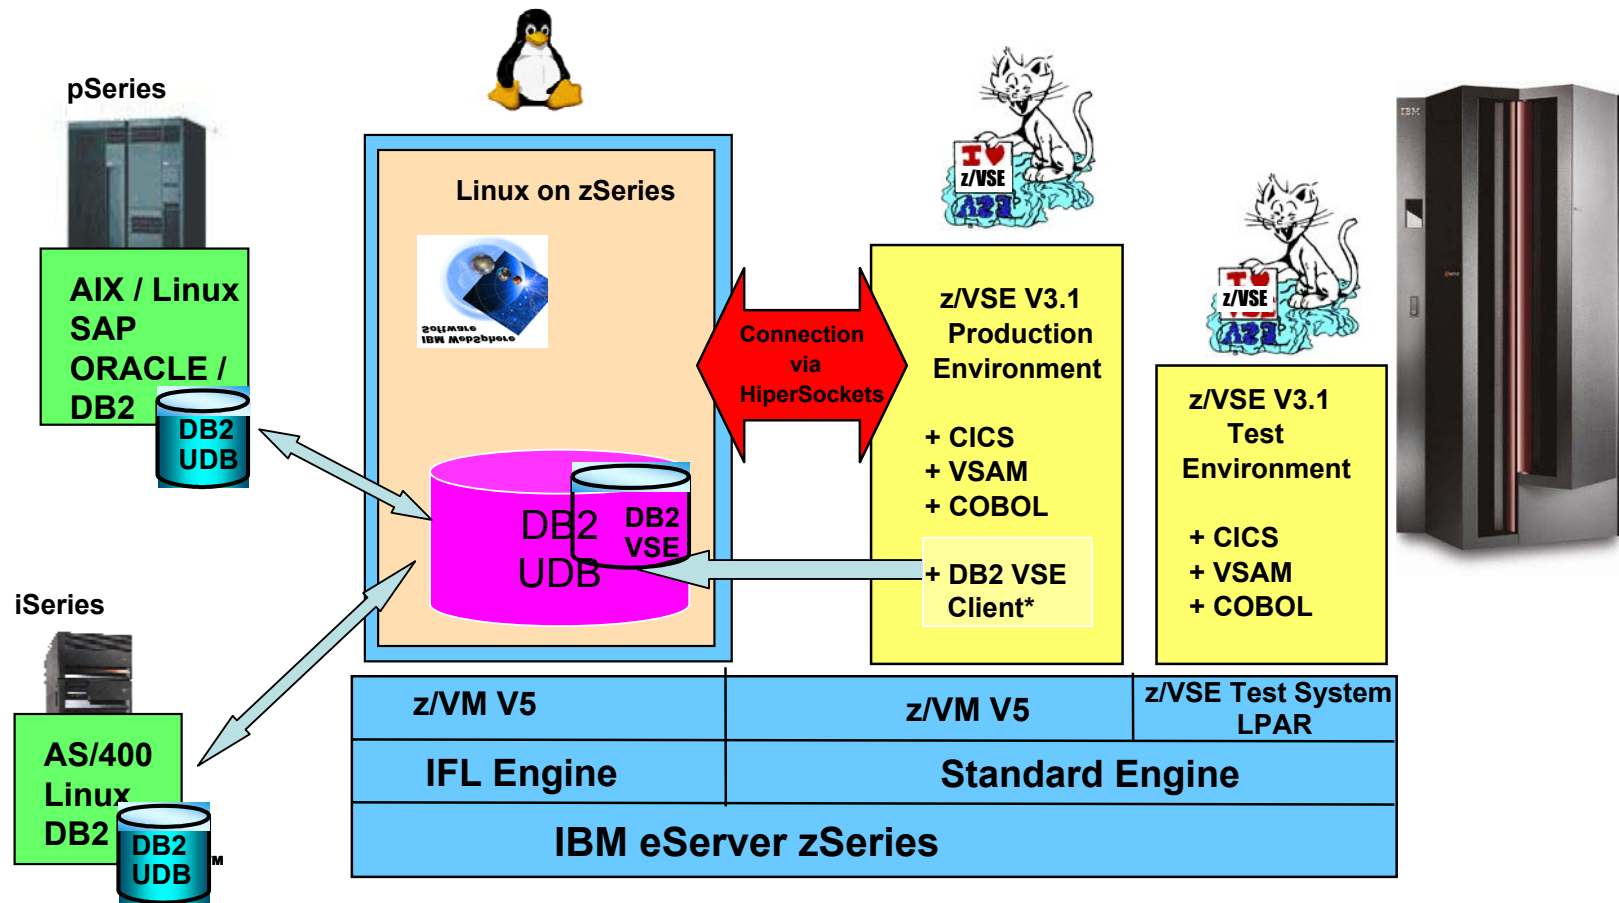 pSeries
AIX / Linux
SAP
ORACLE /
DB2
DB2
UDB
iSeries
AS/400
Linux
DB2
DB2
UDB
TM
Linux on zSeries
Software
IBM WebSphere
DB2
UDB
DB2
VSE
Connection
via
HiperSockets
I
z/VSE
z/VSE V3.1
Production
Environment
+ CICS
+ VSAM
+ COBOL
+ DB2 VSE
Client*
I
z/VSE
z/VSE V3.1
Test
Environment
+ CICS
+ VSAM
+ COBOL
IBM
z/VM V5
z/VM V5
z/VSE Test System
LPAR
IFL Engine
Standard Engine
IBM eServer zSeries